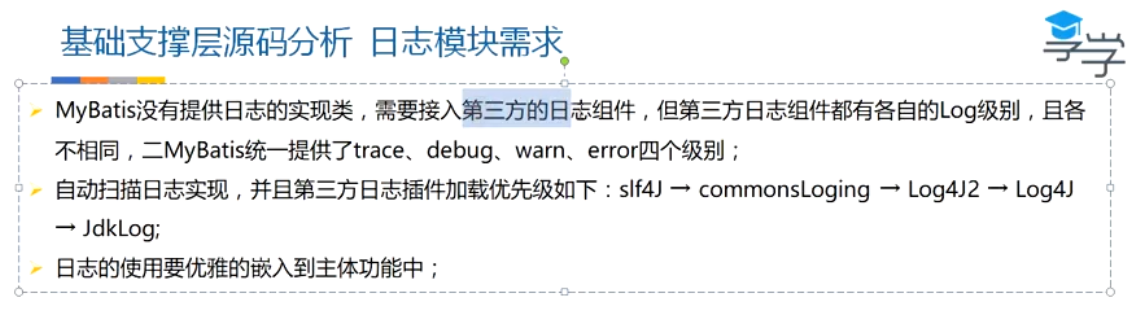 基础支撑层源码分析 日志模块需求
享学
MyBatis没有提供日志的实现类，需要接入第三方的日志组件，但第三方日志组件都有各自的Log级别，且各
不相同，二MyBatis统一提供了trace、debug、warn、error四个级别；
自动扫描日志实现，并且第三方日志插件加载优先级如下：slf4J → commonsLoging → Log4J2 → Log4J
→ JdkLog;
日志的使用要优雅的嵌入到主体功能中；